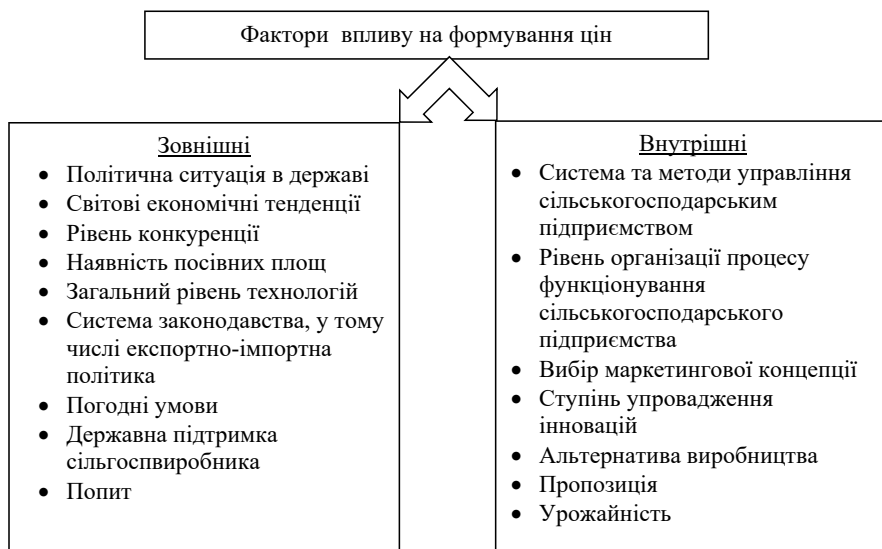 Фактори впливу на формування цін
Зовнішні
• Політична ситуація в державі
• Світові економічні тенденції
• Рівень конкуренції
• Наявність посівних площ
• Загальний рівень технологій
• Система законодавства, у тому
числі експортно-імпортна
політика
• Погодні умови
• Державна підтримка
сільгоспвиробника
• Попит
Внутрішні
• Система та методи управління
сільськогосподарським
підприємством
• Рівень організації процесу
функціонування
сільськогосподарського
підприємства
• Вибір маркетингової концепції
• Ступінь упровадження
інновацій
• Альтернатива виробництва
• Пропозиція
• Урожайність